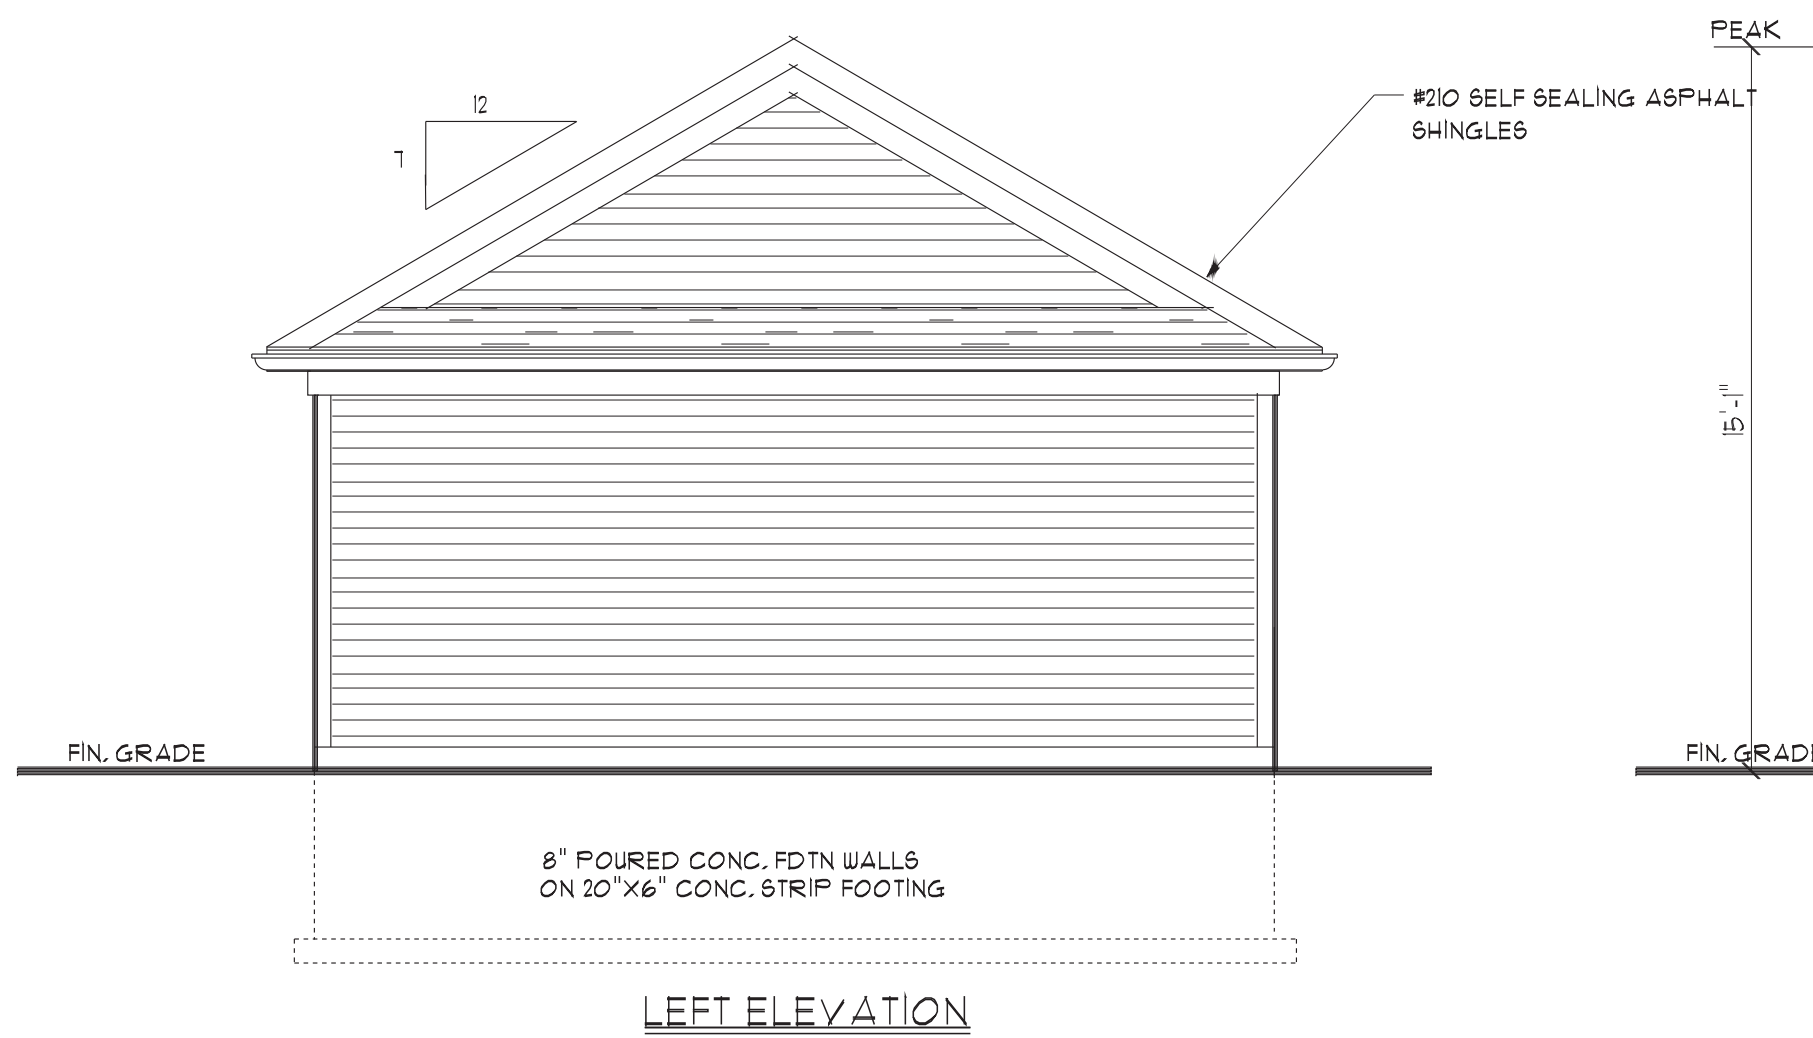 PEAK
12
7
#210 SELF SEALING ASPHALT
SHINGLES
15'-1"
FIN. GRADE
FIN. GRADE
8" POURED CONC. FDTN WALLS
ON 20"X6" CONC. STRIP FOOTING
LEFT ELEVATION